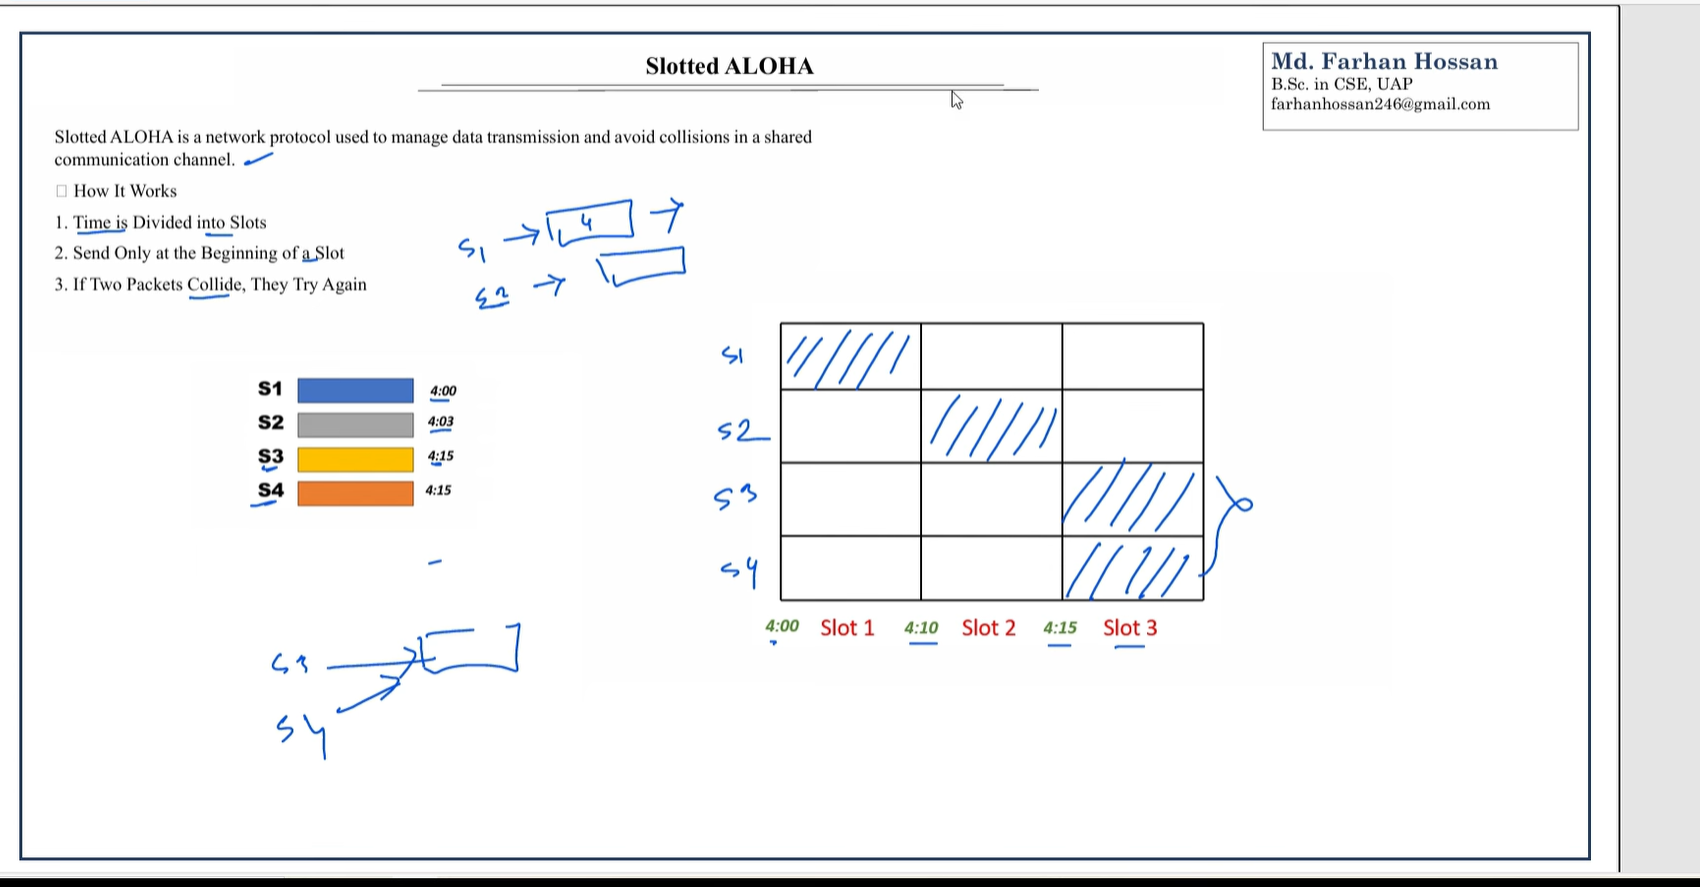 Slotted ALOHA
Md. Farhan Hossan
B.Sc. in CSE, UAP
farhanhossan246@gmail.com
Slotted ALOHA is a network protocol used to manage data transmission and avoid collisions in a shared
communication channel.
How It Works
1. Time is Divided into Slots
2. Send Only at the Beginning of a Slot
3. If Two Packets Collide, They Try Again
S1 4
S2
S1 4:00
S2 4:03
S3 4:15
S4 4:15
S1
S2
S3
S4
4:00 Slot 1 4:10 Slot 2 4:15 Slot 3
S3
S4